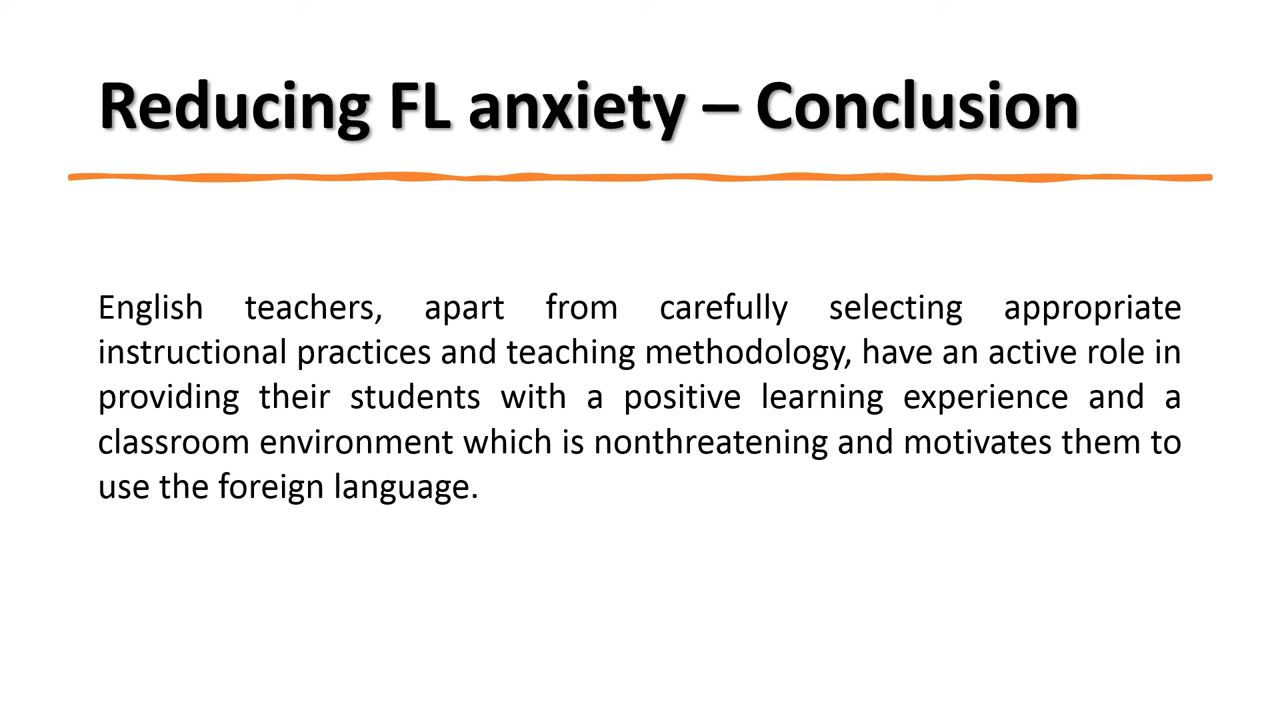 Reducing FL anxiety – Conclusion
English teachers, apart from carefully selecting appropriate
instructional practices and teaching methodology, have an active role in
providing their students with a positive learning experience and a
classroom environment which is nonthreatening and motivates them to
use the foreign language.